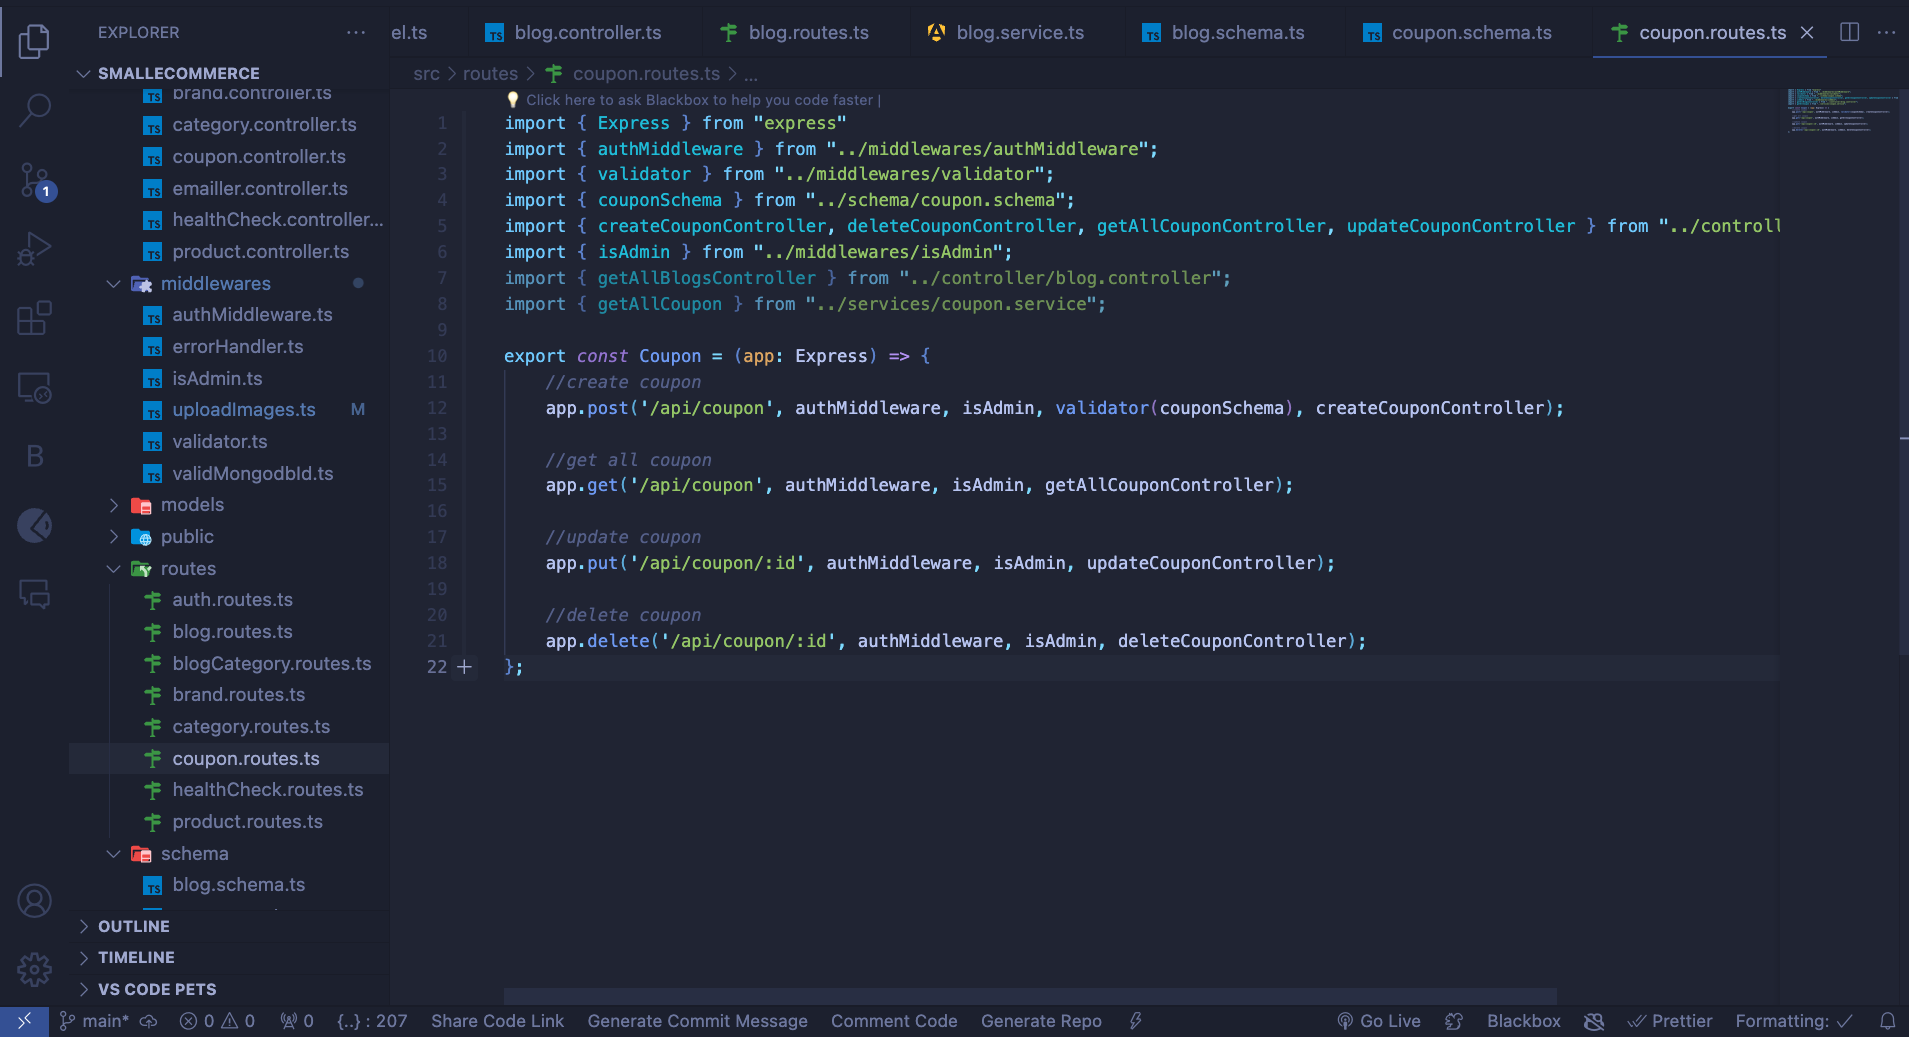 EXPLORER
SMALLECOMMERCE
brand.controller.ts
category.controller.ts
coupon.controller.ts
emailler.controller.ts
healthCheck.controller...
product.controller.ts
middlewares
authMiddleware.ts
errorHandler.ts
isAdmin.ts
uploadImages.ts M
validator.ts
validMongodbId.ts
models
public
routes
auth.routes.ts
blog.routes.ts
blogCategory.routes.ts
brand.routes.ts
category.routes.ts
coupon.routes.ts
healthCheck.routes.ts
product.routes.ts
schema
blog.schema.ts
OUTLINE
TIMELINE
VS CODE PETS
1
B
el.ts blog.controller.ts blog.routes.ts blog.service.ts blog.schema.ts coupon.schema.ts coupon.routes.ts
src > routes > coupon.routes.ts > ...
Click here to ask Blackbox to help you code faster |
1 import { Express } from "express"
2 import { authMiddleware } from "../middlewares/authMiddleware";
3 import { validator } from "../middlewares/validator";
4 import { couponSchema } from "../schema/coupon.schema";
5 import { createCouponController, deleteCouponController, getAllCouponController, updateCouponController } from "../controll
6 import { isAdmin } from "../middlewares/isAdmin";
7 import { getAllBlogsController } from "../controller/blog.controller";
8 import { getAllCoupon } from "../services/coupon.service";
9
10 export const Coupon = (app: Express) => {
11 //create coupon
12 app.post('/api/coupon', authMiddleware, isAdmin, validator(couponSchema), createCouponController);
13
14 //get all coupon
15 app.get('/api/coupon', authMiddleware, isAdmin, getAllCouponController);
16
17 //update coupon
18 app.put('/api/coupon/:id', authMiddleware, isAdmin, updateCouponController);
19
20 //delete coupon
21 app.delete('/api/coupon/:id', authMiddleware, isAdmin, deleteCouponController);
22 };
main* 0 0 0 {..} : 207 Share Code Link Generate Commit Message Comment Code Generate Repo Go Live Blackbox Prettier Formatting: ✓